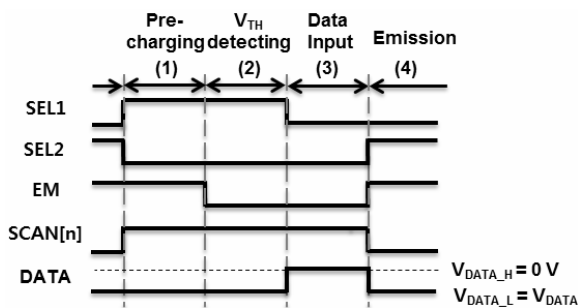 Pre-charging
(1)
V_TH detecting
(2)
Data Input
(3)
Emission
(4)
SEL1
SEL2
EM
SCAN[n]
DATA
V_DATA_H = 0 V
V_DATA_L = V_DATA